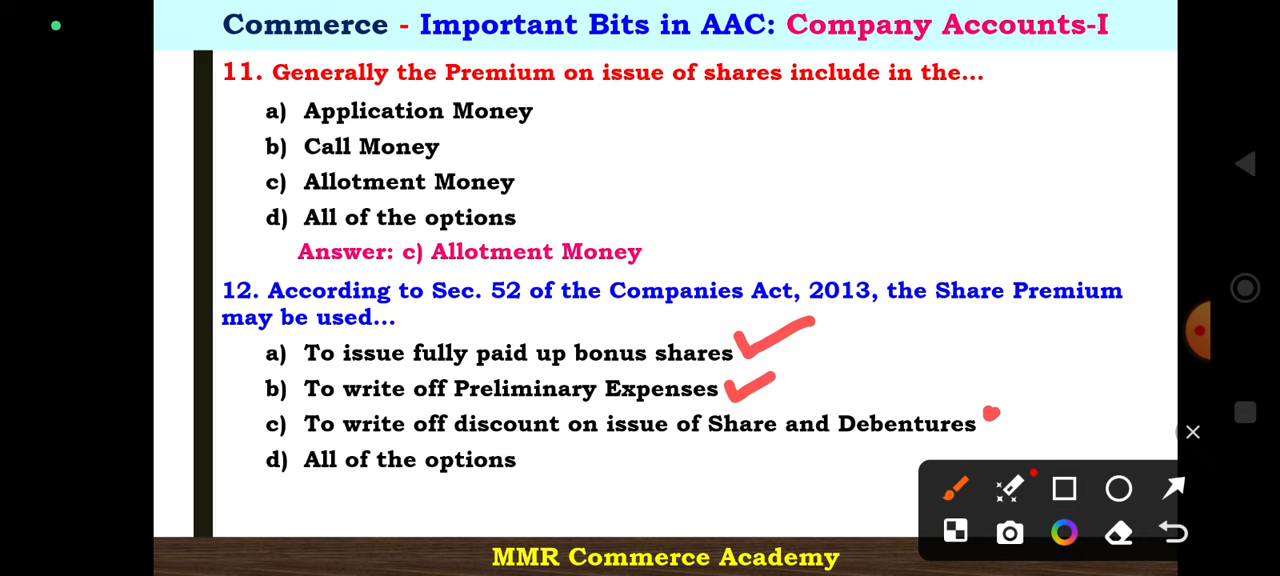 Commerce - Important Bits in AAC: Company Accounts-I
11. Generally the Premium on issue of shares include in the...
a) Application Money
b) Call Money
c) Allotment Money
d) All of the options
Answer: c) Allotment Money
12. According to Sec. 52 of the Companies Act, 2013, the Share Premium
may be used...
a) To issue fully paid up bonus shares
b) To write off Preliminary Expenses
c) To write off discount on issue of Share and Debentures
d) All of the options
MMR Commerce Academy